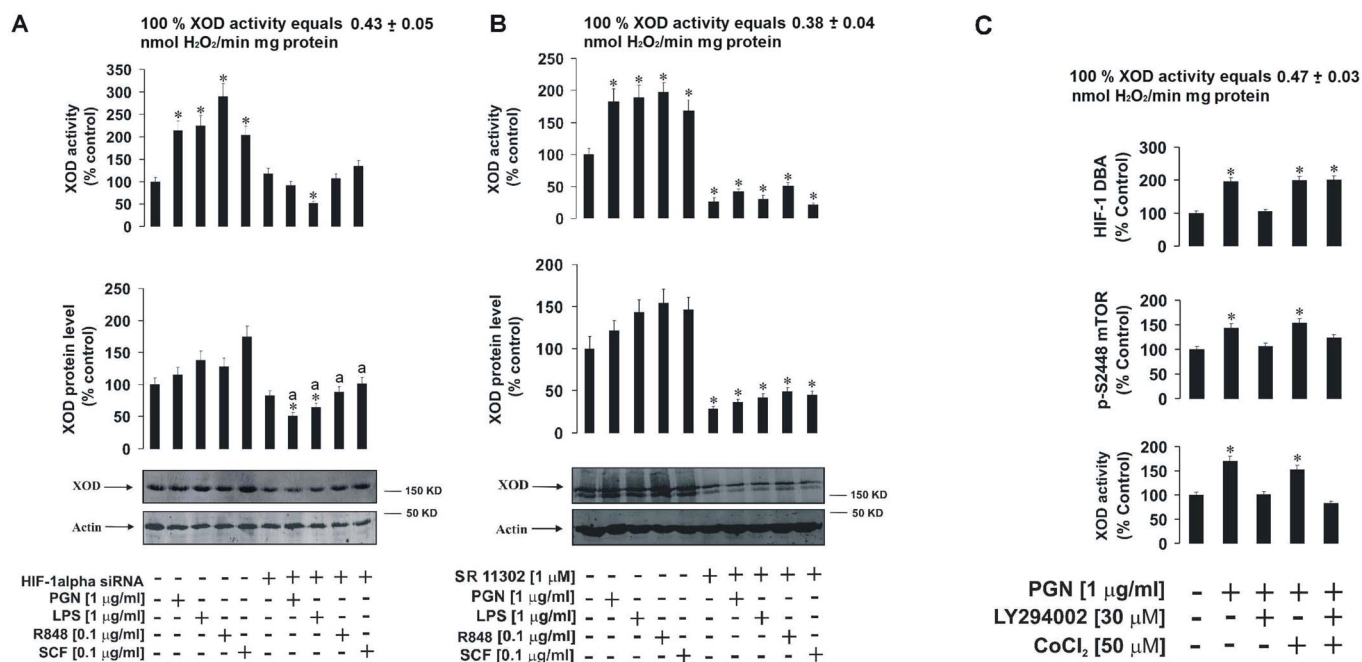 A
100 % XOD activity equals 0.43 ± 0.05
nmol H₂O₂/min mg protein
XOD activity
(% control)
350
300
250
200
150
100
50
0
* * * * *
XOD protein level
(% control)
250
200
150
100
50
0
a a a a
* *
XOD
150 KD
50 KD
Actin
HIF-1alpha siRNA - - - - - + + + + +
PGN [1 µg/ml] - + - - - - + - - -
LPS [1 µg/ml] - - + - - - - + - -
R848 [0.1 µg/ml] - - - + - - - - + -
SCF [0.1 µg/ml] - - - - + - - - - +
B
100 % XOD activity equals 0.38 ± 0.04
nmol H₂O₂/min mg protein
XOD activity
(% control)
250
200
150
100
50
0
* * * * * * * * *
XOD protein level
(% control)
200
150
100
50
0
* * * * *
XOD
150 KD
50 KD
Actin
SR 11302 [1 µM] - - - - - + + + + +
PGN [1 µg/ml] - + - - - - + - - -
LPS [1 µg/ml] - - + - - - - + - -
R848 [0.1 µg/ml] - - - + - - - - + -
SCF [0.1 µg/ml] - - - - + - - - - +
C
100 % XOD activity equals 0.47 ± 0.03
nmol H₂O₂/min mg protein
HIF-1 DBA
(% Control)
300
200
100
0
* * *
p-S2448 mTOR
(% Control)
200
150
100
50
0
* *
XOD activity
(% Control)
200
150
100
50
0
* *
PGN [1 µg/ml] - + + + +
LY294002 [30 µM] - - + - +
CoCl₂ [50 µM] - - - + +